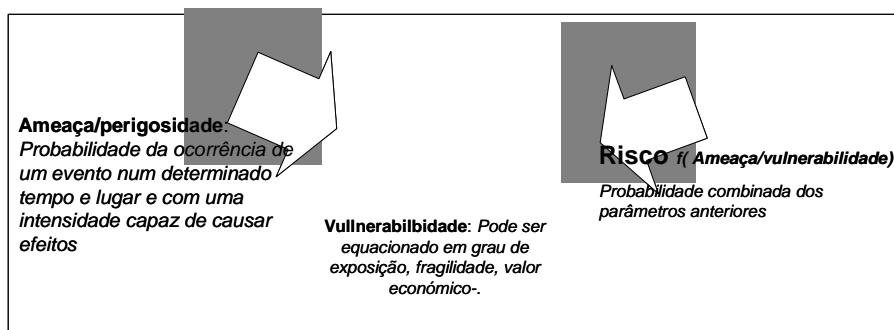 Ameaça/perigosidade:
Probabilidade da ocorrência de
um evento num determinado
tempo e lugar e com uma
intensidade capaz de causar
efeitos
Vullnerabilbidade: Pode ser
equacionado em grau de
exposição, fragilidade, valor
económico-.
Risco f( Ameaça/vulnerabilidade)
Probabilidade combinada dos
parâmetros anteriores